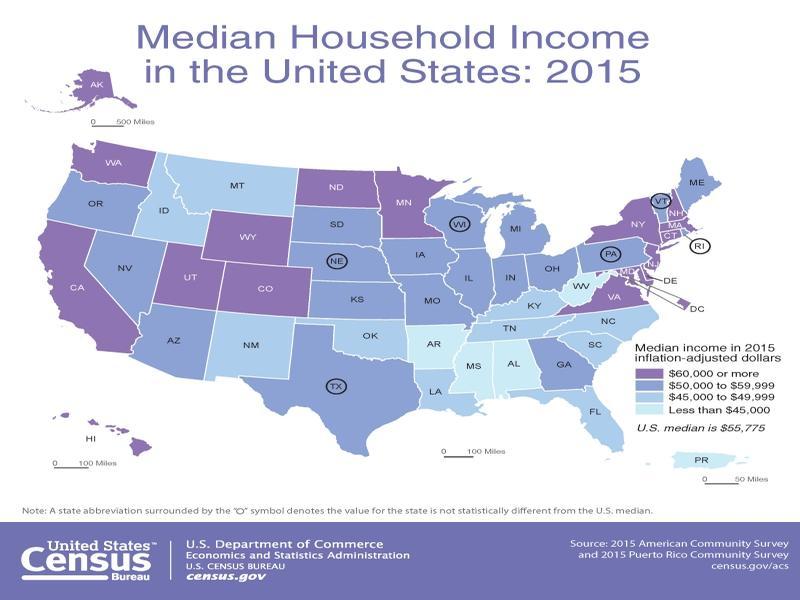 Median Household Income
in the United States: 2015
AK
0 500 Miles
WA
MT
ND
MN
ME
OR
ID
SD
WI
MI
VT
NH
NY
MA
CT
RI
WY
IA
NE
PA
NJ
NV
UT
CO
IL
IN
OH
MD
DE
DC
CA
KS
MO
WV
VA
KY
AZ
NM
OK
AR
TN
NC
SC
MS
AL
GA
TX
LA
FL
Median income in 2015
inflation-adjusted dollars
$60,000 or more
$50,000 to $59,999
$45,000 to $49,999
Less than $45,000
U.S. median is $55,775
HI
0 100 Miles
0 100 Miles
PR
0 50 Miles
Note: A state abbreviation surrounded by the "O" symbol denotes the value for the state is not statistically different from the U.S. median.
United States™
Census
Bureau
U.S. Department of Commerce
Economics and Statistics Administration
U.S. CENSUS BUREAU
census.gov
Source: 2015 American Community Survey
and 2015 Puerto Rico Community Survey
census.gov/acs